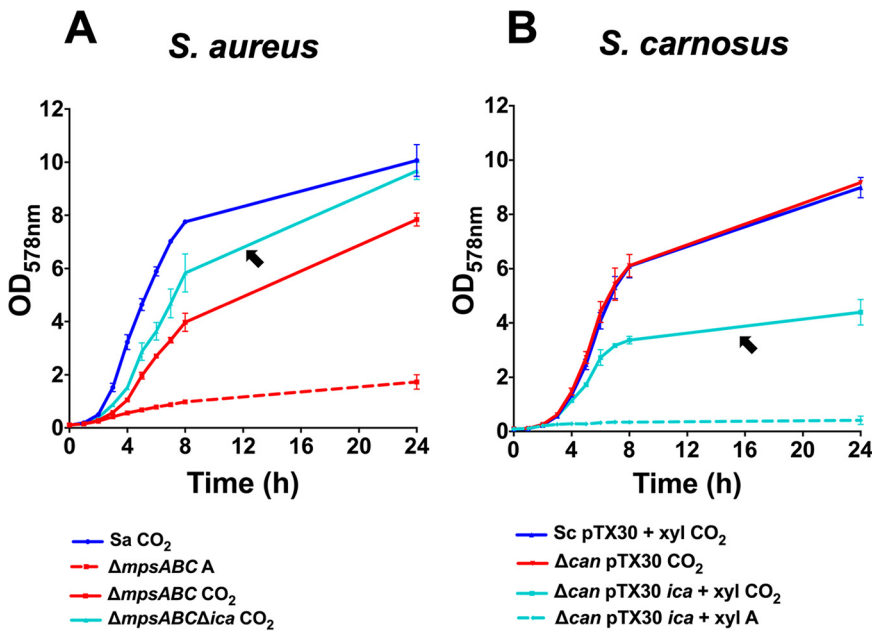 A
S. aureus
12
10
8
6
4
2
0
OD578nm
0 4 8 12 16 20 24
Time (h)
Sa CO2
ΔmpsABC A
ΔmpsABC CO2
ΔmpsABCΔica CO2
B
S. carnosus
12
10
8
6
4
2
0
OD578nm
0 4 8 12 16 20 24
Time (h)
Sc pTX30 + xyl CO2
Δcan pTX30 CO2
Δcan pTX30 ica + xyl CO2
Δcan pTX30 ica + xyl A